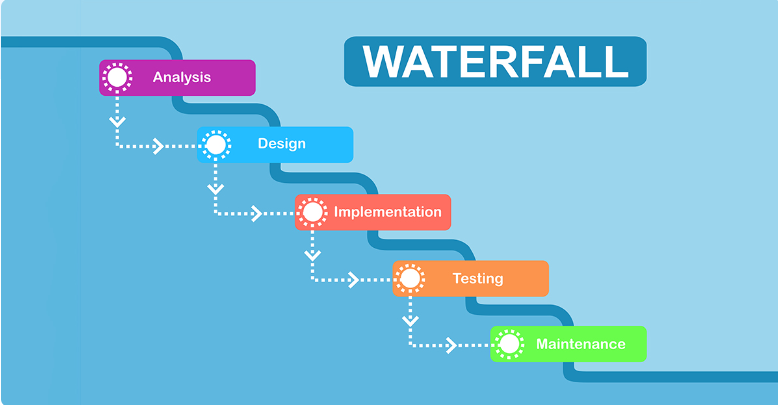 WATERFALL
Analysis
Design
Implementation
Testing
Maintenance